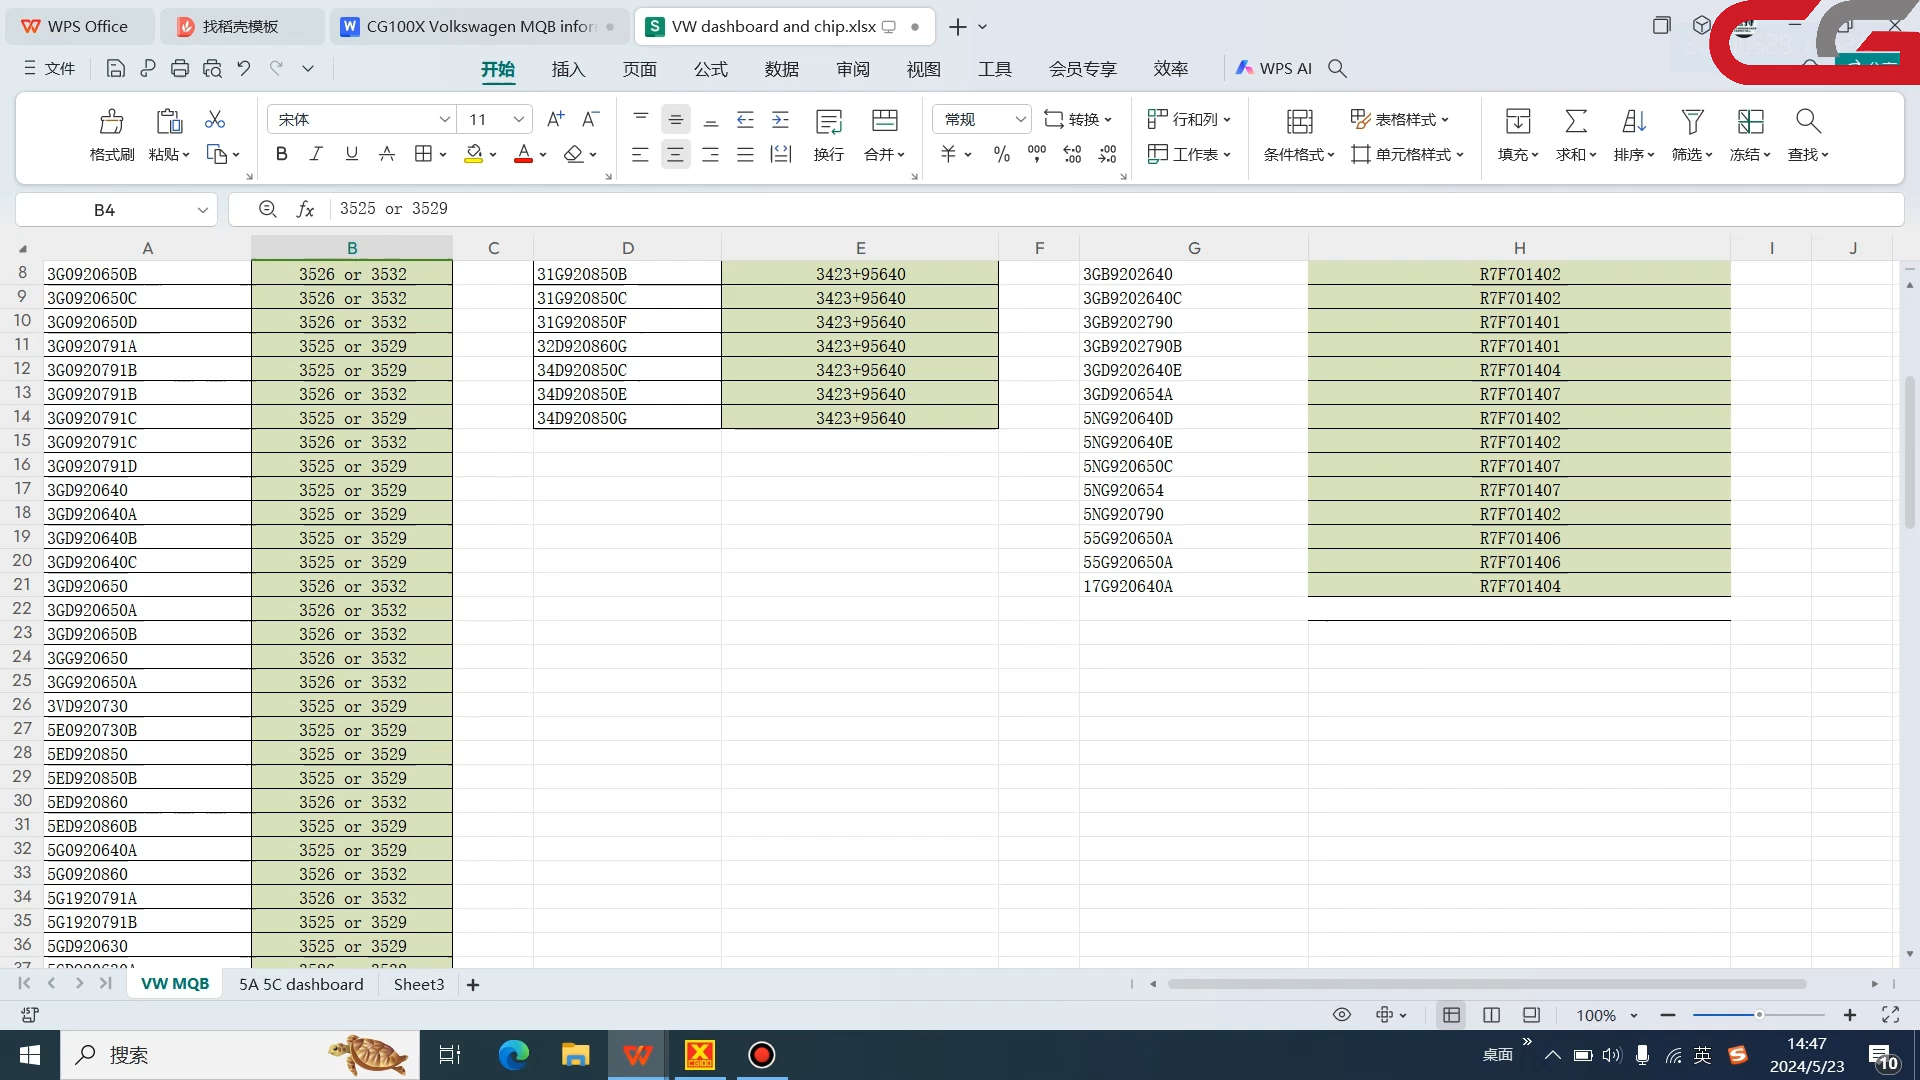 WPS Office 找稻壳模板 CG100X Volkswagen MQB infor VW dashboard and chip.xlsx
文件 开始 插入 页面 公式 数据 审阅 视图 工具 会员专享 效率 WPS AI
宋体 11 常规 转换 行和列 表格样式
格式刷 粘贴 换行 合并 工作表 条件格式 单元格样式 填充 求和 排序 筛选 冻结 查找
B4 fx 3525 or 3529
A B C D E F G H I J
8 3G0920650B 3526 or 3532 31G920850B 3423+95640 3GB9202640 R7F701402
9 3G0920650C 3526 or 3532 31G920850C 3423+95640 3GB9202640C R7F701402
10 3G0920650D 3526 or 3532 31G920850F 3423+95640 3GB9202790 R7F701401
11 3G0920791A 3525 or 3529 32D920860G 3423+95640 3GB9202790B R7F701401
12 3G0920791B 3525 or 3529 34D920850C 3423+95640 3GD9202640E R7F701404
13 3G0920791B 3526 or 3532 34D920850E 3423+95640 3GD920654A R7F701407
14 3G0920791C 3525 or 3529 34D920850G 3423+95640 5NG920640D R7F701402
15 3G0920791C 3526 or 3532 5NG920640E R7F701402
16 3G0920791D 3525 or 3529 5NG920650C R7F701407
17 3GD920640 3525 or 3529 5NG920654 R7F701407
18 3GD920640A 3525 or 3529 5NG920790 R7F701402
19 3GD920640B 3525 or 3529 55G920650A R7F701406
20 3GD920640C 3525 or 3529 55G920650A R7F701406
21 3GD920650 3526 or 3532 17G920640A R7F701404
22 3GD920650A 3526 or 3532
23 3GD920650B 3526 or 3532
24 3GG920650 3526 or 3532
25 3GG920650A 3526 or 3532
26 3VD920730 3525 or 3529
27 5E0920730B 3525 or 3529
28 5ED920850 3525 or 3529
29 5ED920850B 3525 or 3529
30 5ED920860 3526 or 3532
31 5ED920860B 3525 or 3529
32 5G0920640A 3525 or 3529
33 5G0920860 3526 or 3532
34 5G1920791A 3526 or 3532
35 5G1920791B 3525 or 3529
36 5GD920630 3525 or 3529
VW MQB 5A 5C dashboard Sheet3
100%
搜索 桌面 英 14:47
2024/5/23 10